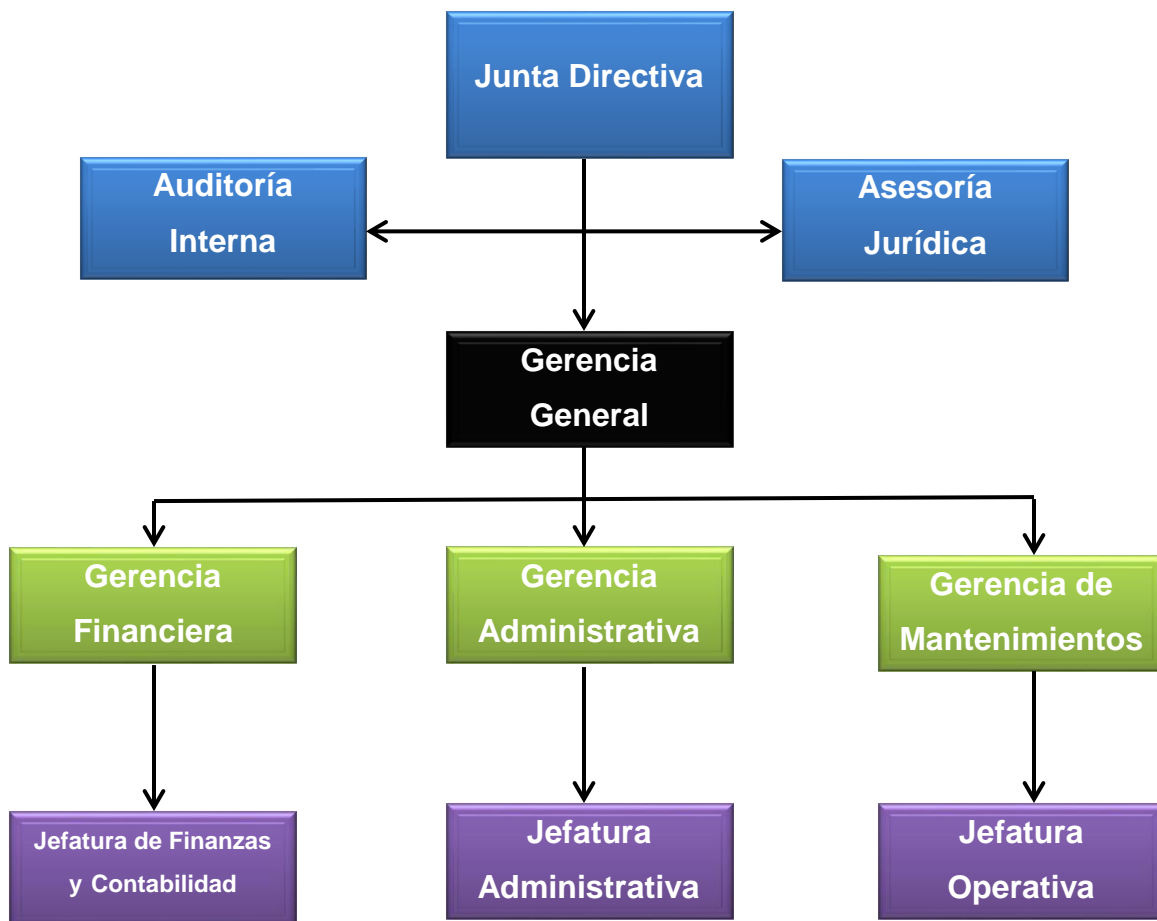 Junta Directiva
Auditoría
Interna
Asesoría
Jurídica
Gerencia
General
Gerencia
Financiera
Gerencia
Administrativa
Gerencia de
Mantenimientos
Jefatura de Finanzas
y Contabilidad
Jefatura
Administrativa
Jefatura
Operativa